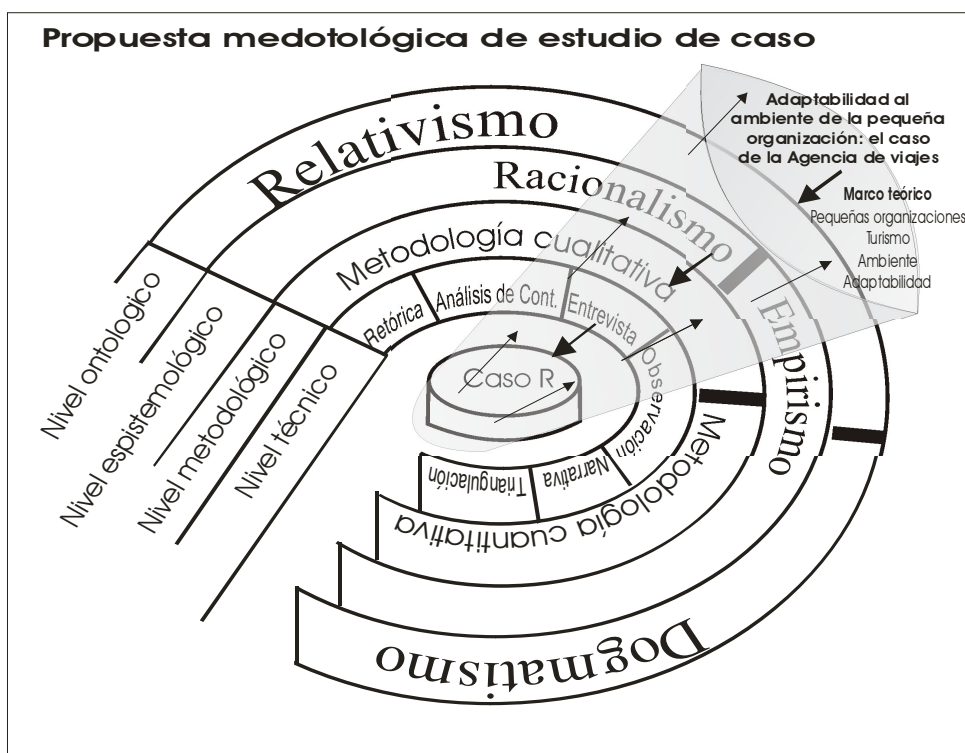 Propuesta medotológica de estudio de caso
Adaptabilidad al
ambiente de la pequeña
organización: el caso
de la Agencia de viajes
Marco teórico
Pequeñas organizaciones
Turismo
Ambiente
Adaptabilidad
Relativismo
Racionalismo
Metodología cualitativa
Retórica
Análisis de Cont.
Entrevista
Observación
Caso R
Empirismo
Nivel ontologico
Nivel espistemológico
Nivel metodológico
Nivel técnico
Triangulación
Narrativa
Metodología cuantitativa
Dogmatismo